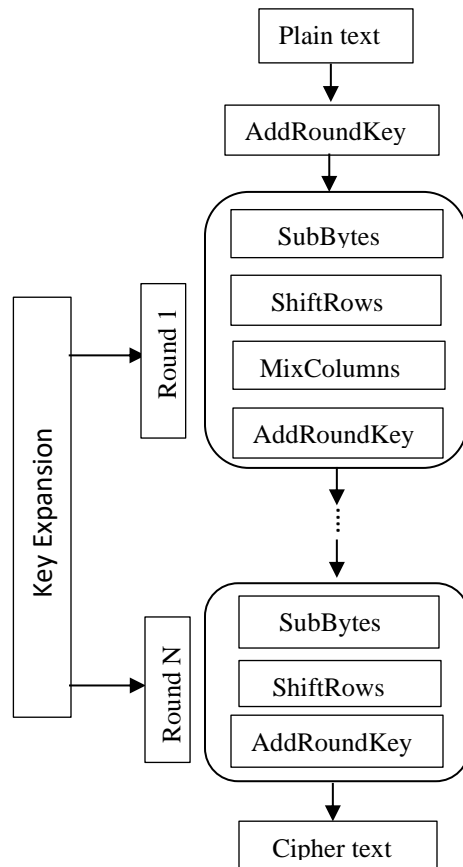 Plain text
AddRoundKey
SubBytes
ShiftRows
MixColumns
AddRoundKey
Round 1
Key Expansion
SubBytes
ShiftRows
AddRoundKey
Round N
Cipher text